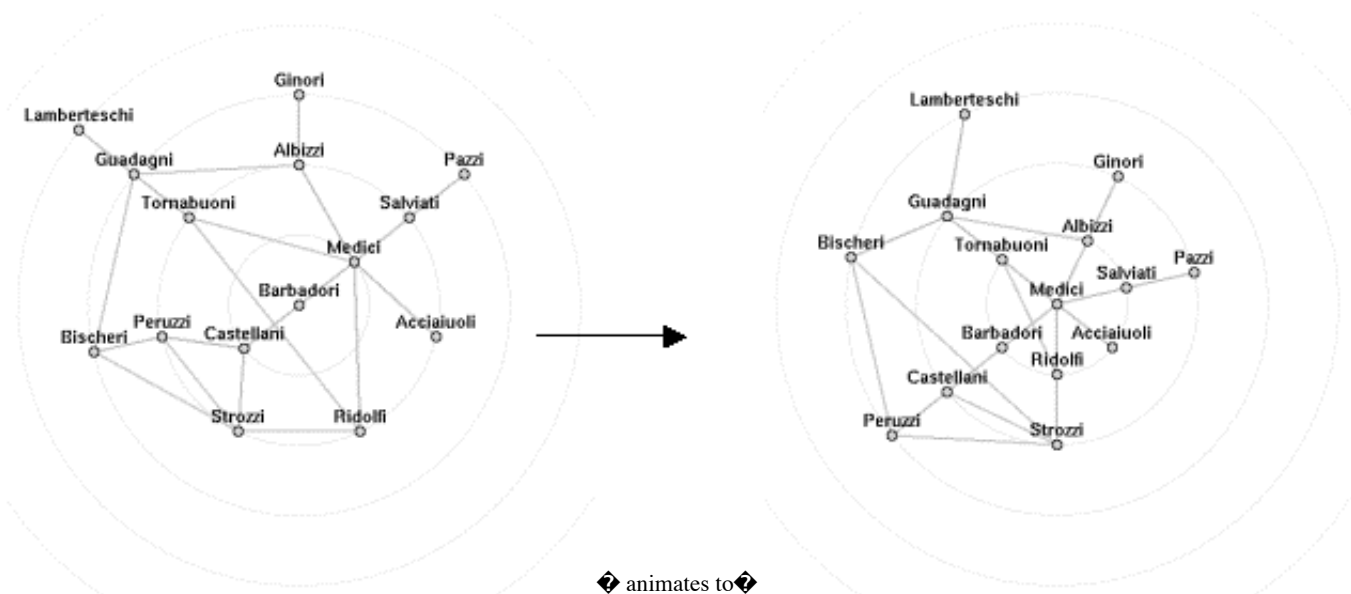 Ginori
Lamberteschi
Albizzi
Guadagni
Pazzi
Tornabuoni
Salviati
Medici
Barbadori
Peruzzi
Castellani
Acciaiuoli
Bischeri
Strozzi
Ridolfi
Lamberteschi
Ginori
Guadagni
Albizzi
Bischeri
Tornabuoni
Pazzi
Salviati
Medici
Barbadori
Acciaiuoli
Ridolfi
Castellani
Peruzzi
Strozzi
� animates to�